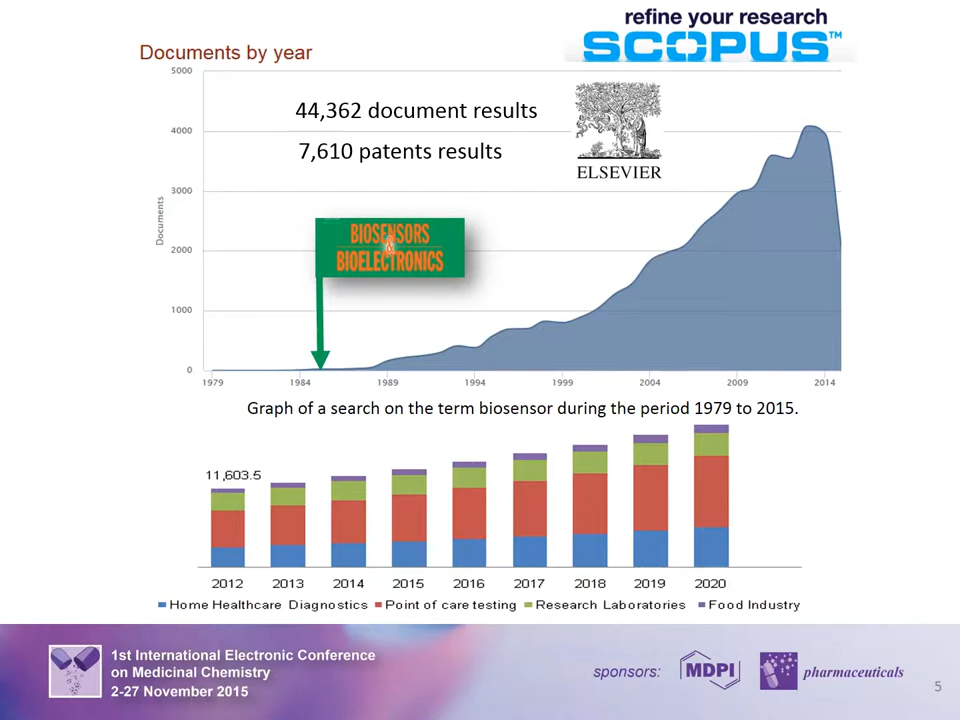 refine your research
SCOPUS™
Documents by year
5000
4000
3000
2000
1000
0
Documents
44,362 document results
7,610 patents results
ELSEVIER
BIOSENSORS
&
BIOELECTRONICS
1979 1984 1989 1994 1999 2004 2009 2014
Graph of a search on the term biosensor during the period 1979 to 2015.
11,603.5
2012 2013 2014 2015 2016 2017 2018 2019 2020
Home Healthcare Diagnostics Point of care testing Research Laboratories Food Industry
1st International Electronic Conference
on Medicinal Chemistry
2-27 November 2015
sponsors:
MDPI
pharmaceuticals
5